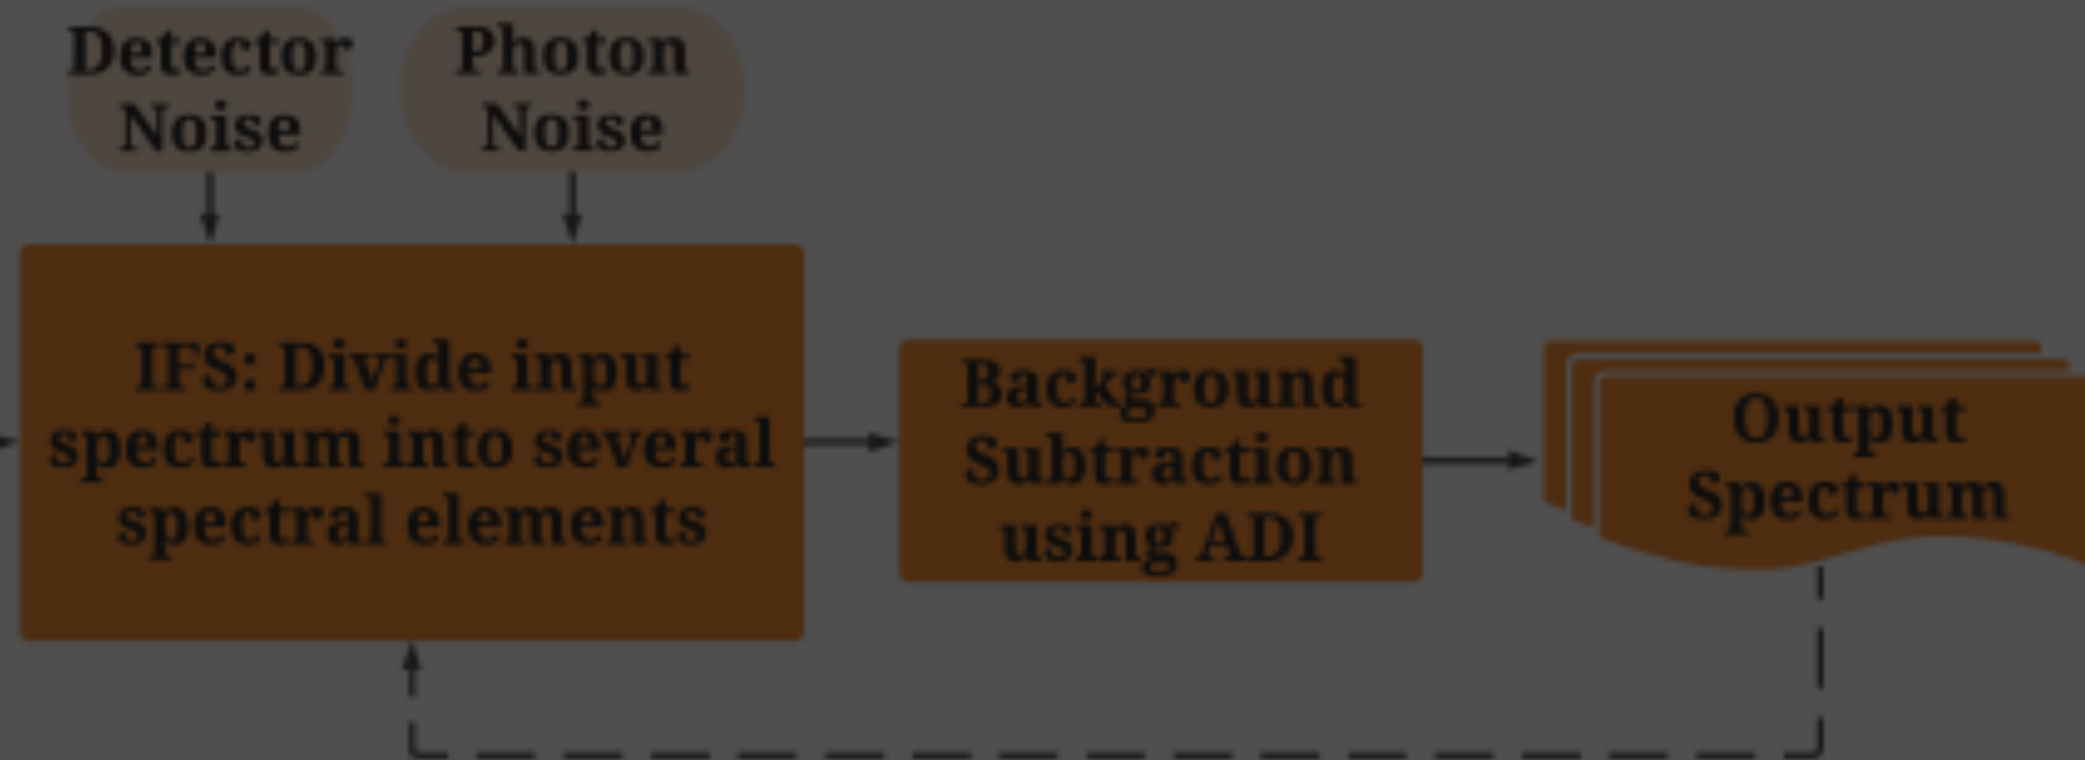 Detector
Noise
Photon
Noise
IFS: Divide input
spectrum into several
spectral elements
Background
Subtraction
using ADI
Output
Spectrum